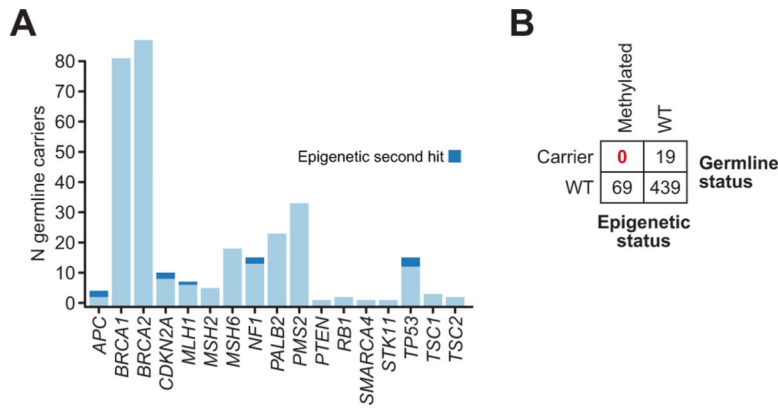 A
N germline carriers
80
70
60
50
40
30
20
10
0
Epigenetic second hit
APC
BRCA1
BRCA2
CDKN2A
MLH1
MSH2
MSH6
NF1
PALB2
PMS2
PTEN
RB1
SMARCA4
STK11
TP53
TSC1
TSC2
B
Methylated
WT
Carrier 0 19
WT 69 439
Germline
status
Epigenetic
status